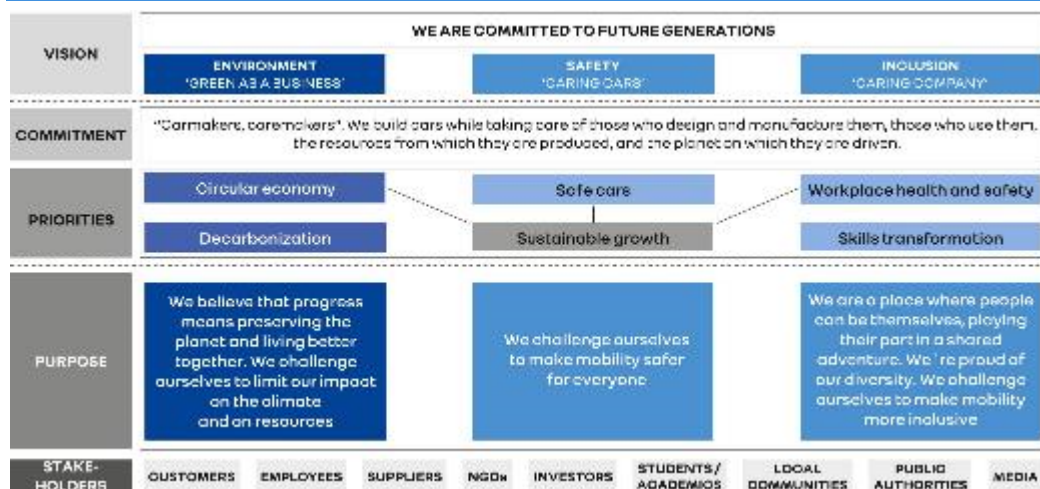 VISION
WE ARE COMMITTED TO FUTURE GENERATIONS
ENVIRONMENT
'GREEN AS A BUSINESS'
SAFETY
'CARING CARS'
INCLUSION
'CARING COMPANY'
COMMITMENT
"Carmakers, caremakers". We build cars while taking care of those who design and manufacture them, those who use them,
the resources from which they are produced, and the planet on which they are driven.
PRIORITIES
Circular economy
Safe cars
Workplace health and safety
Decarbonization
Sustainable growth
Skills transformation
PURPOSE
We believe that progress
means preserving the
planet and living better
together. We challenge
ourselves to limit our impact
on the climate
and on resources
We challenge ourselves
to make mobility safer
for everyone
We are a place where people
can be themselves, playing
their part in a shared
adventure. We're proud of
our diversity. We challenge
ourselves to make mobility
more inclusive
STAKE-
HOLDERS
CUSTOMERS
EMPLOYEES
SUPPLIERS
NGOs
INVESTORS
STUDENTS/
ACADEMICS
LOCAL
COMMUNITIES
PUBLIC
AUTHORITIES
MEDIA